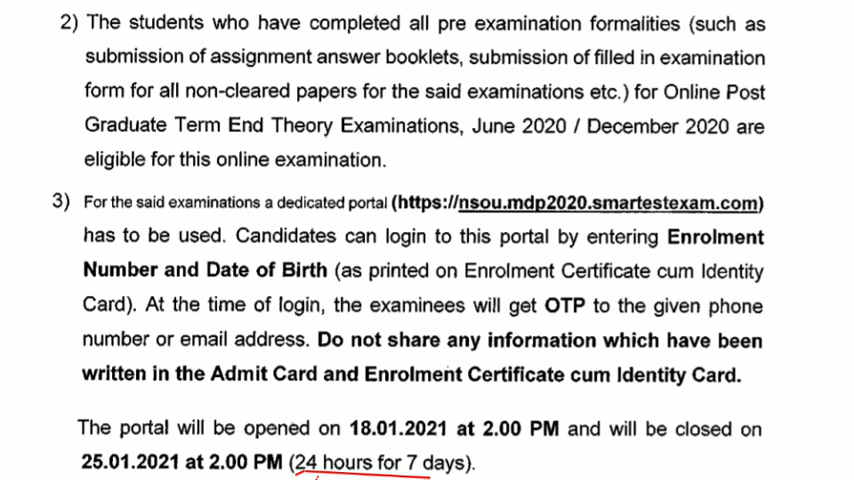 2) The students who have completed all pre examination formalities (such as
submission of assignment answer booklets, submission of filled in examination
form for all non-cleared papers for the said examinations etc.) for Online Post
Graduate Term End Theory Examinations, June 2020 / December 2020 are
eligible for this online examination.
3) For the said examinations a dedicated portal (https://nsou.mdp2020.smartestexam.com)
has to be used. Candidates can login to this portal by entering Enrolment
Number and Date of Birth (as printed on Enrolment Certificate cum Identity
Card). At the time of login, the examinees will get OTP to the given phone
number or email address. Do not share any information which have been
written in the Admit Card and Enrolment Certificate cum Identity Card.
The portal will be opened on 18.01.2021 at 2.00 PM and will be closed on
25.01.2021 at 2.00 PM (24 hours for 7 days).